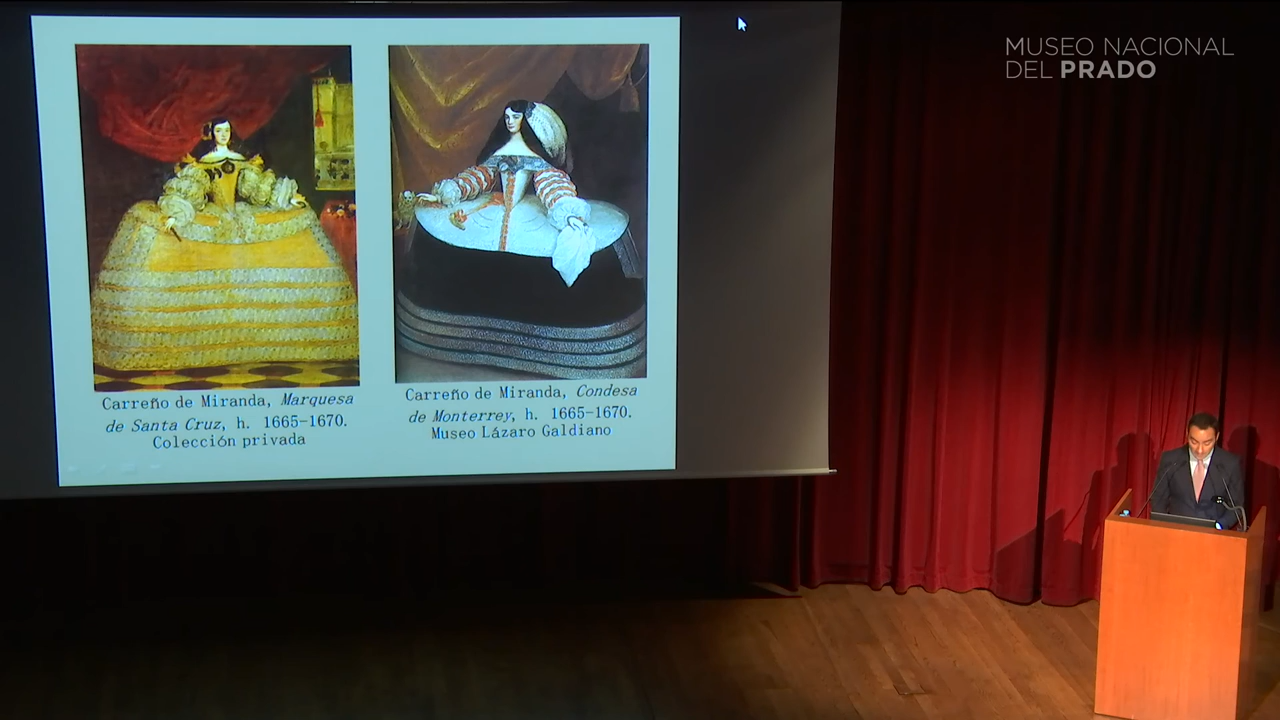 MUSEO NACIONAL
DEL PRADO
Carreño de Miranda, Marquesa
de Santa Cruz, h. 1665-1670.
Colección privada
Carreño de Miranda, Condesa
de Monterrey, h. 1665-1670.
Museo Lázaro Galdiano